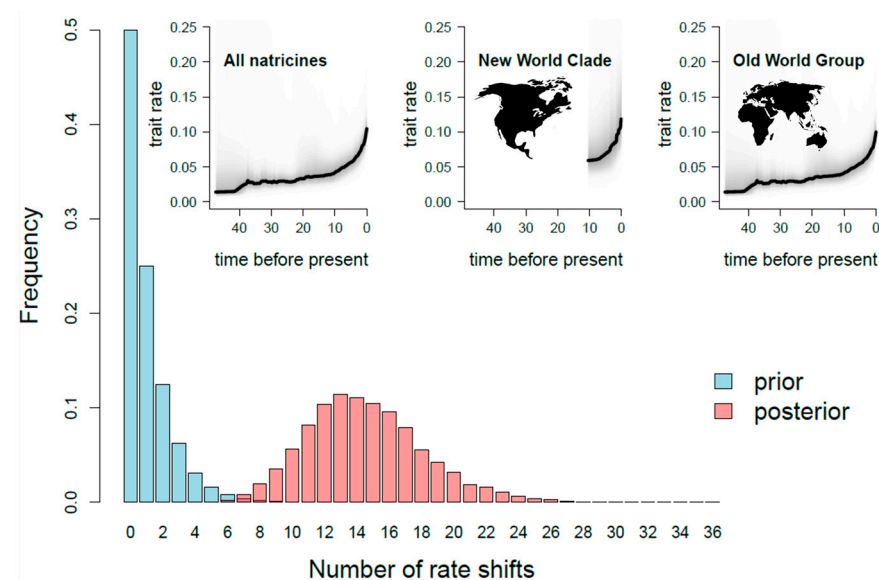 All natricines
trait rate
0.25
0.20
0.15
0.10
0.05
0.00
40 30 20 10 0
time before present
New World Clade
trait rate
0.25
0.20
0.15
0.10
0.05
0.00
40 30 20 10 0
time before present
Old World Group
trait rate
0.25
0.20
0.15
0.10
0.05
0.00
40 30 20 10 0
time before present
Frequency
0.5
0.4
0.3
0.2
0.1
0.0
prior
posterior
0 2 4 6 8 10 12 14 16 18 20 22 24 26 28 30 32 34 36
Number of rate shifts